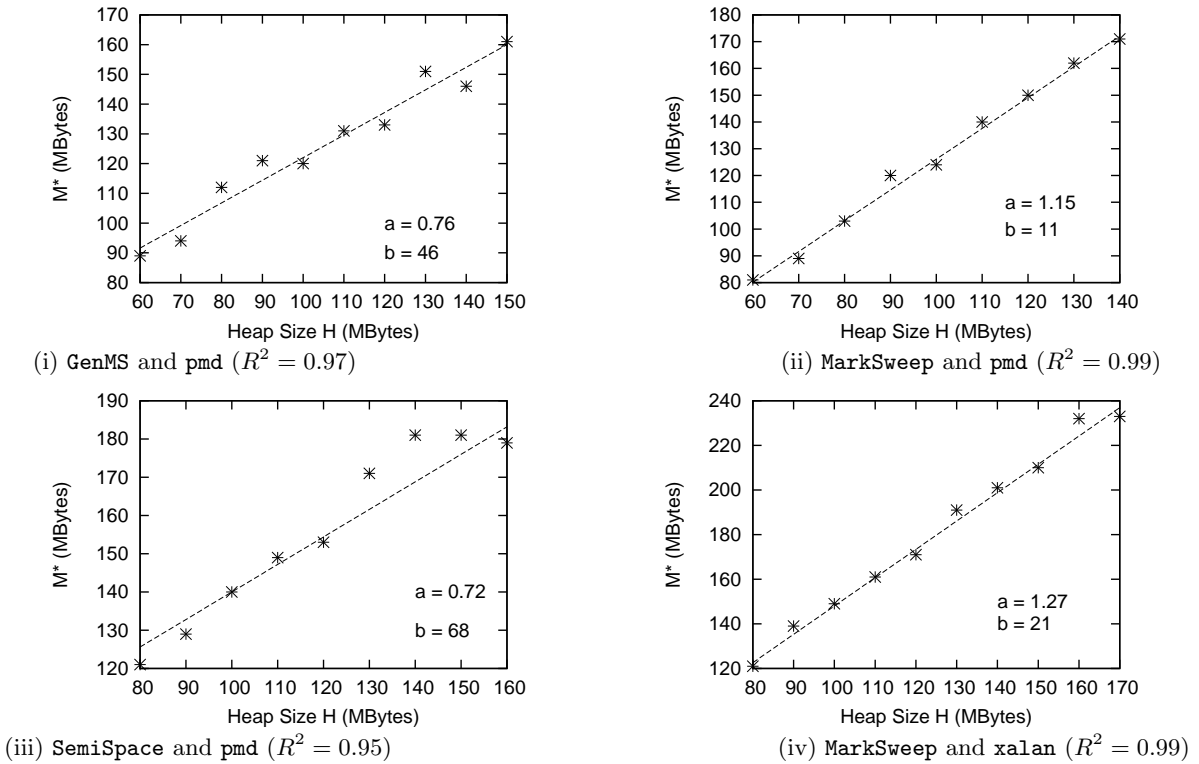 170
160
150
140
130
120
110
100
90
80
M* (MBytes)
a = 0.76
b = 46
60 70 80 90 100 110 120 130 140 150
Heap Size H (MBytes)
(i) GenMS and pmd (R² = 0.97)
180
170
160
150
140
130
120
110
100
90
80
M* (MBytes)
a = 1.15
b = 11
60 70 80 90 100 110 120 130 140
Heap Size H (MBytes)
(ii) MarkSweep and pmd (R² = 0.99)
190
180
170
160
150
140
130
120
M* (MBytes)
a = 0.72
b = 68
80 90 100 110 120 130 140 150 160
Heap Size H (MBytes)
(iii) SemiSpace and pmd (R² = 0.95)
240
220
200
180
160
140
120
M* (MBytes)
a = 1.27
b = 21
80 90 100 110 120 130 140 150 160 170
Heap Size H (MBytes)
(iv) MarkSweep and xalan (R² = 0.99)